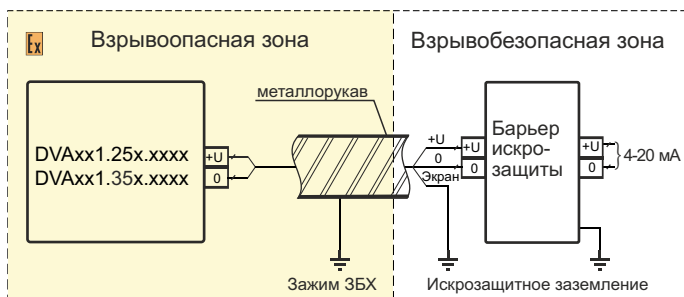 Ex
Взрывоопасная зона
Взрывобезопасная зона
металлорукав
DVAxx1.25x.xxxx
DVAxx1.35x.xxxx
+U
0
+U
0
Экран
+U
0
Барьер
искро-
защиты
+U
0
4-20 мА
Зажим ЗБХ
Искрозащитное заземление